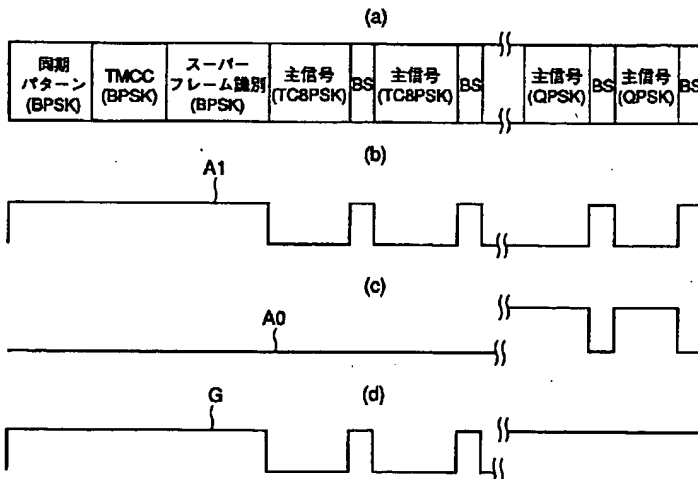 (a)
同期
パターン
(BPSK)
TMCC
(BPSK)
スーパー
フレーム識別
(BPSK)
主信号
(TC8PSK)
BS
主信号
(TC8PSK)
BS
主信号
(QPSK)
BS
主信号
(QPSK)
BS
(b)
A1
(c)
A0
(d)
G